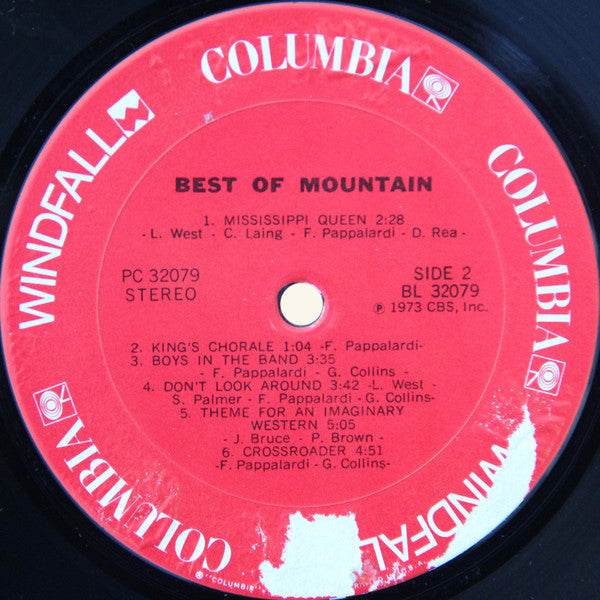 COLUMBIA
COLUMBIA
WINDFALL
COLUMBIA
WINDFALL
BEST OF MOUNTAIN
1. MISSISSIPPI QUEEN 2:28
-L. West - C. Laing - F. Pappalardi - D. Rea -
PC 32079
STEREO
SIDE 2
BL 32079
℗ 1973 CBS, Inc.
2. KING'S CHORALE 1:04 -F. Pappalardi-
3. BOYS IN THE BAND 3:35
- F. Pappalardi - G. Collins -
4. DON'T LOOK AROUND 3:42 -L. West -
S. Palmer - F. Pappalardi - G. Collins-
5. THEME FOR AN IMAGINARY
WESTERN 5:05
- J. Bruce - P. Brown -
6. CROSSROADER 4:51
-F. Pappalardi - G. Collins-
"COLUMBIA"